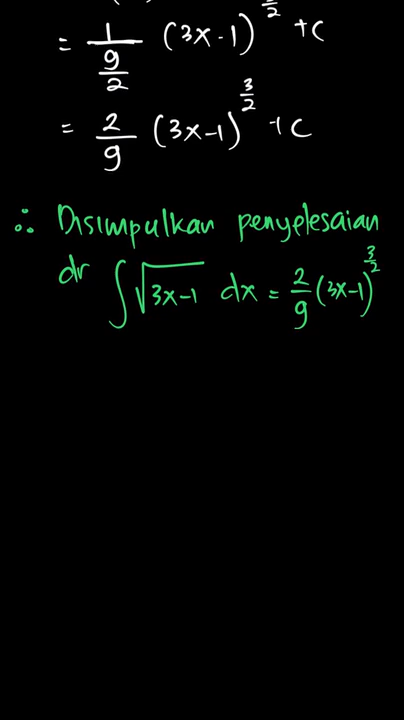 = 1/(9/2) (3x-1)^(3/2) + C
= 2/9 (3x-1)^(3/2) + C
∴ Disimpulkan penyelesaian
dr ∫√(3x-1) dx = 2/9 (3x-1)^(3/2)